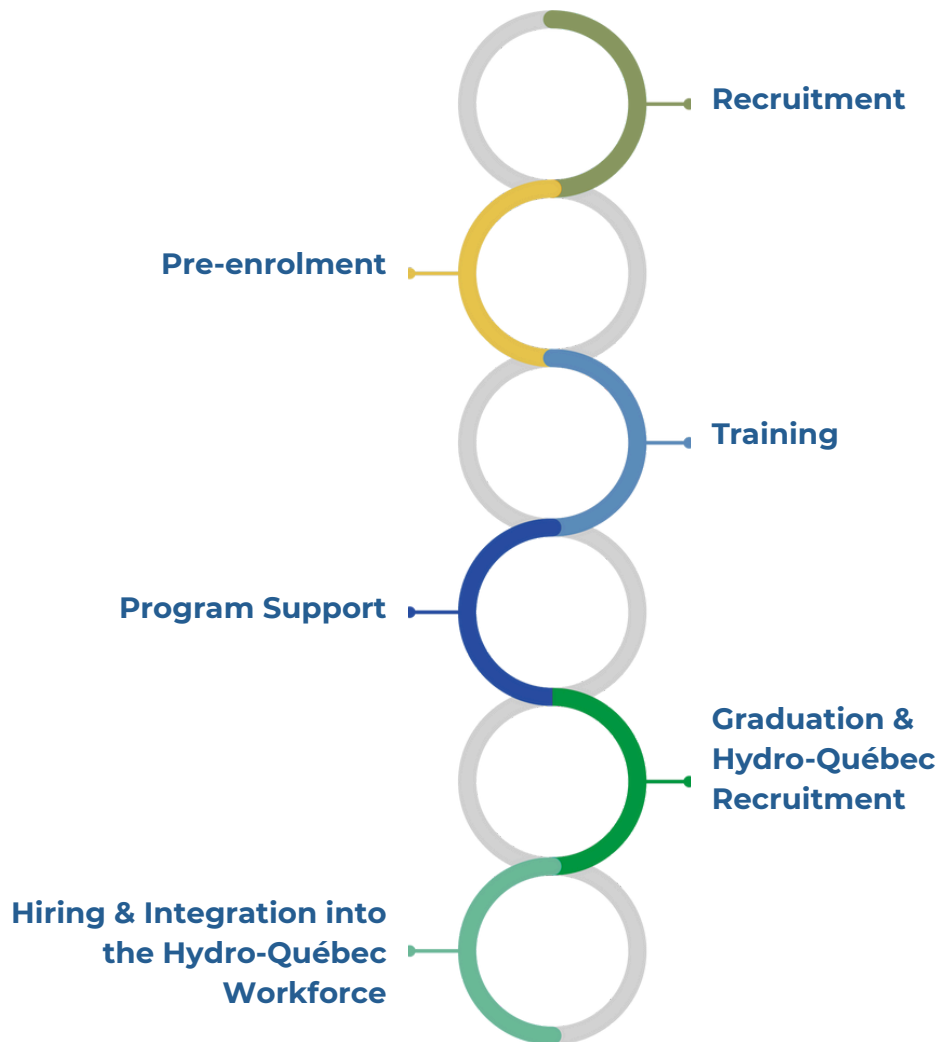 Recruitment
Pre-enrolment
Training
Program Support
Graduation &
Hydro-Québec
Recruitment
Hiring & Integration into
the Hydro-Québec
Workforce